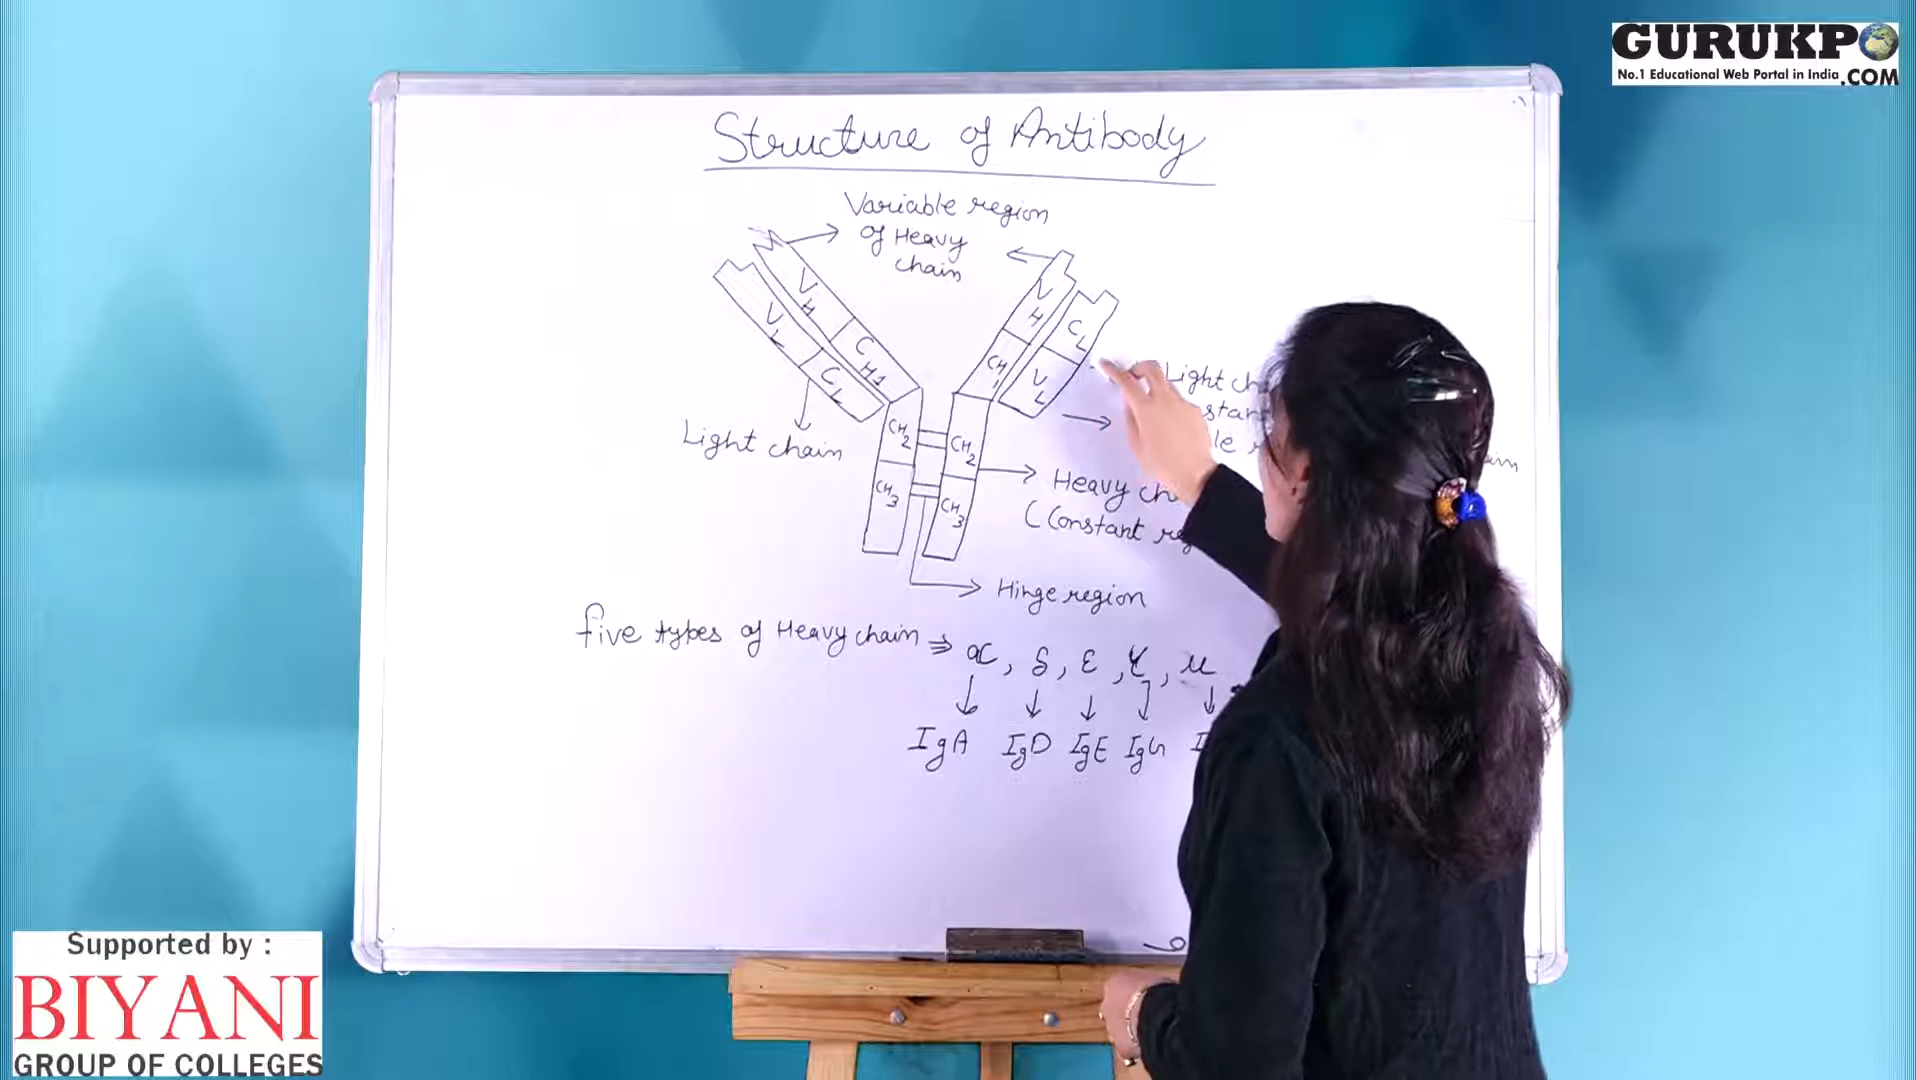 GURUKPO
No.1 Educational Web Portal in India .COM
Structure of Antibody
Variable region
of Heavy
chain
VH
CH1
VL
CL
VH
CH1
CL
VL
Light chain
Light
Heavy
(Constant
CH2
CH3
CH2
CH3
Hinge region
five types of Heavy chain ⇒ α, δ, ε, γ, μ
IgA IgD IgE IgG
Supported by :
BIYANI
GROUP OF COLLEGES